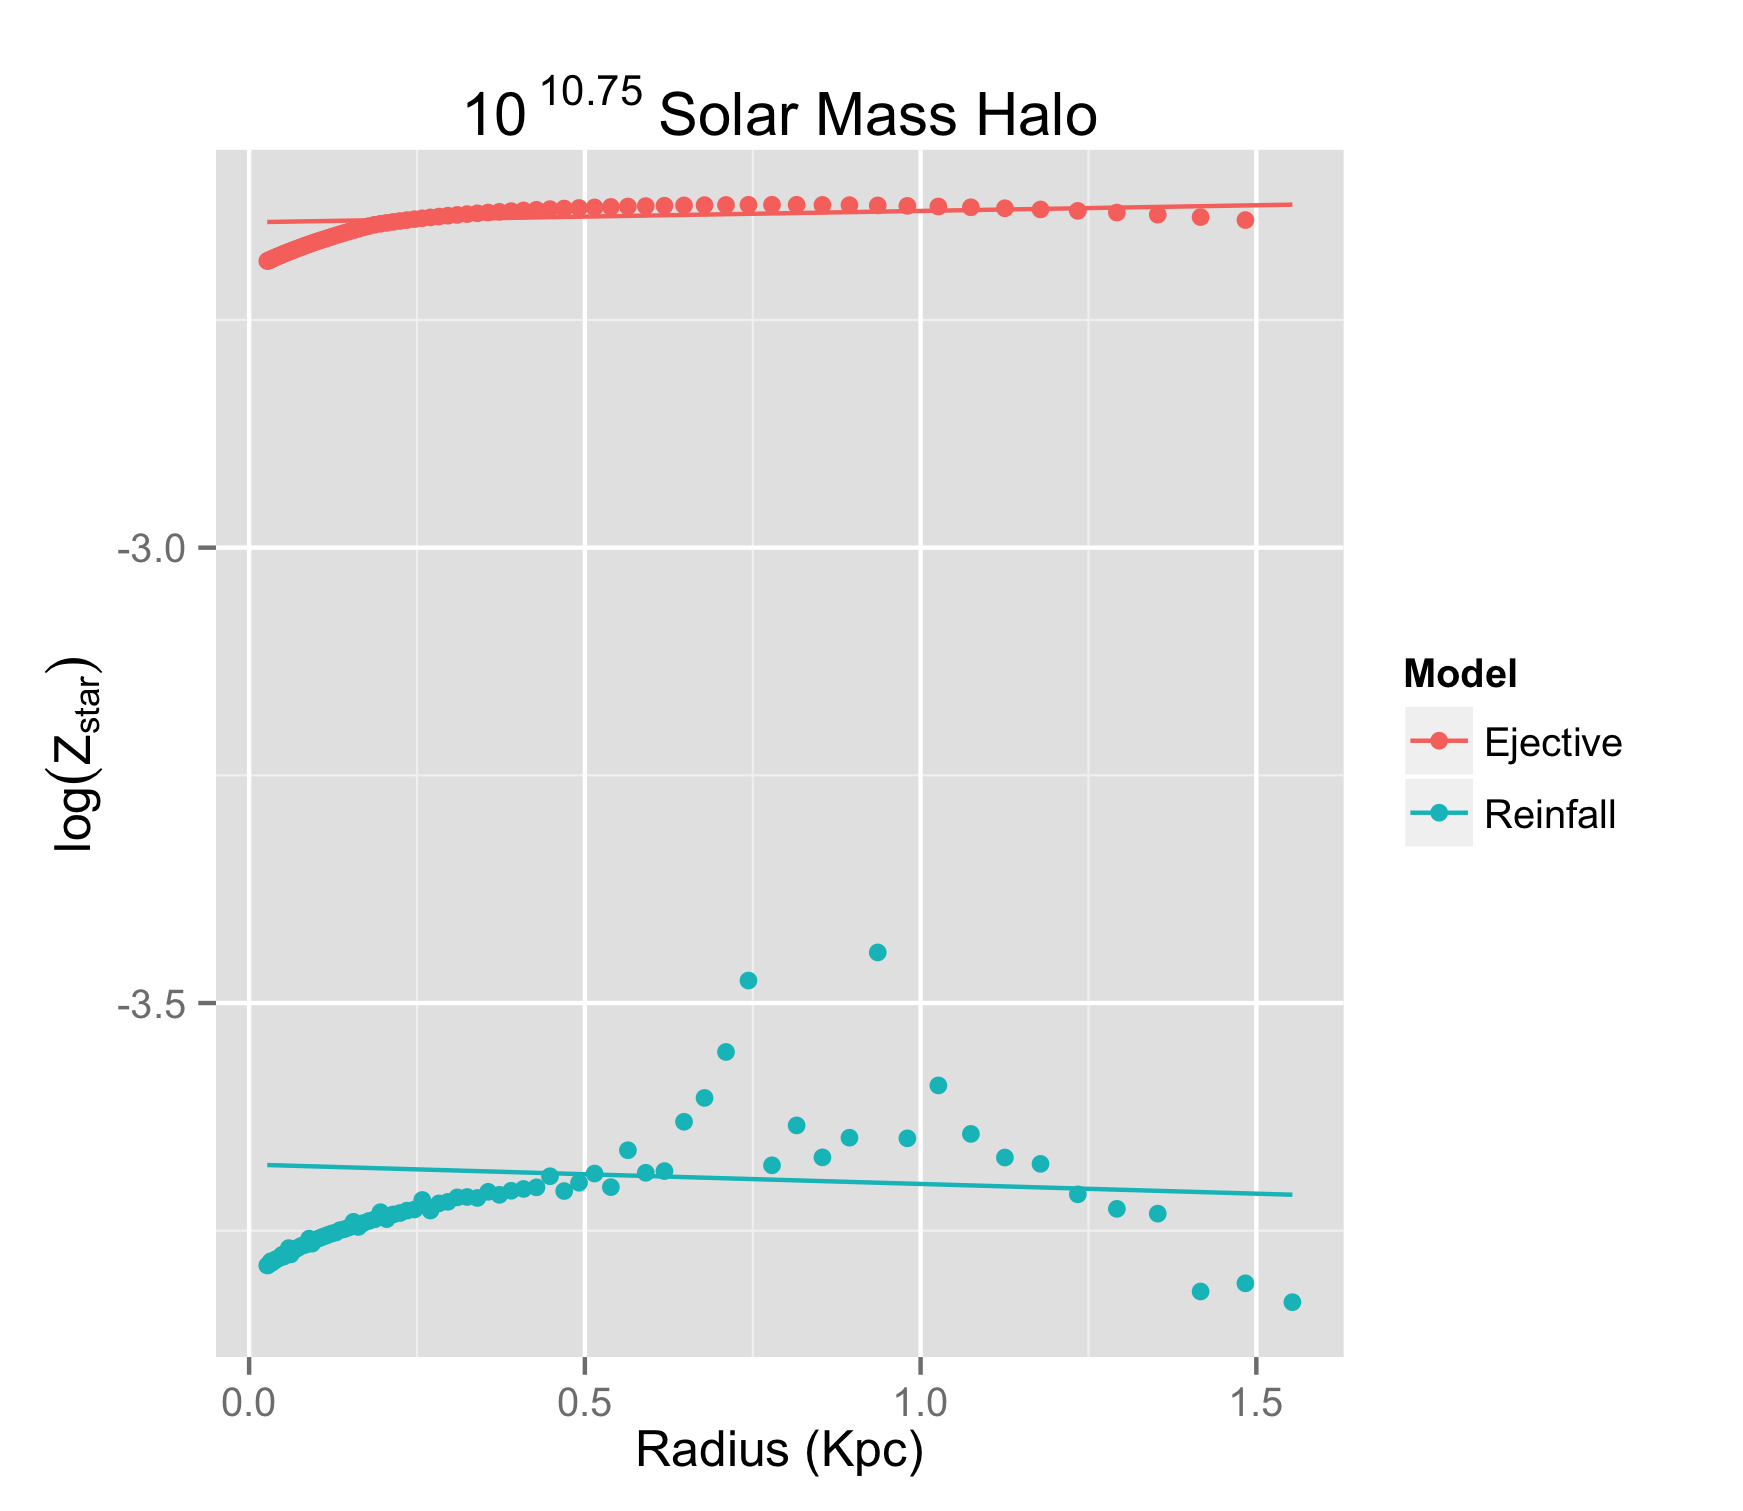 10^10.75 Solar Mass Halo
-3.0
-3.5
log(Z_star)
0.0 0.5 1.0 1.5
Radius (Kpc)
Model
Ejective
Reinfall